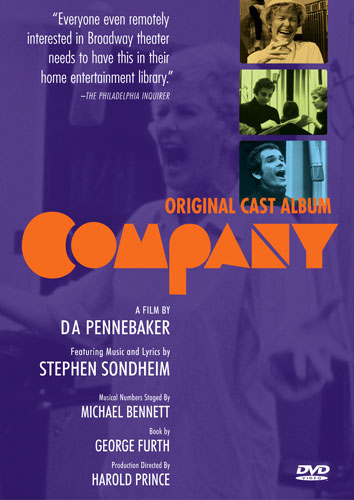 “Everyone even remotely
interested in Broadway theater
needs to have this in their
home entertainment library.”
–THE PHILADELPHIA INQUIRER
ORIGINAL CAST ALBUM
COMPANY
A FILM BY
DA PENNEBAKER
Featuring Music and Lyrics by
STEPHEN SONDHEIM
Musical Numbers Staged By
MICHAEL BENNETT
Book by
GEORGE FURTH
Production Directed By
HAROLD PRINCE
DVD
VIDEO